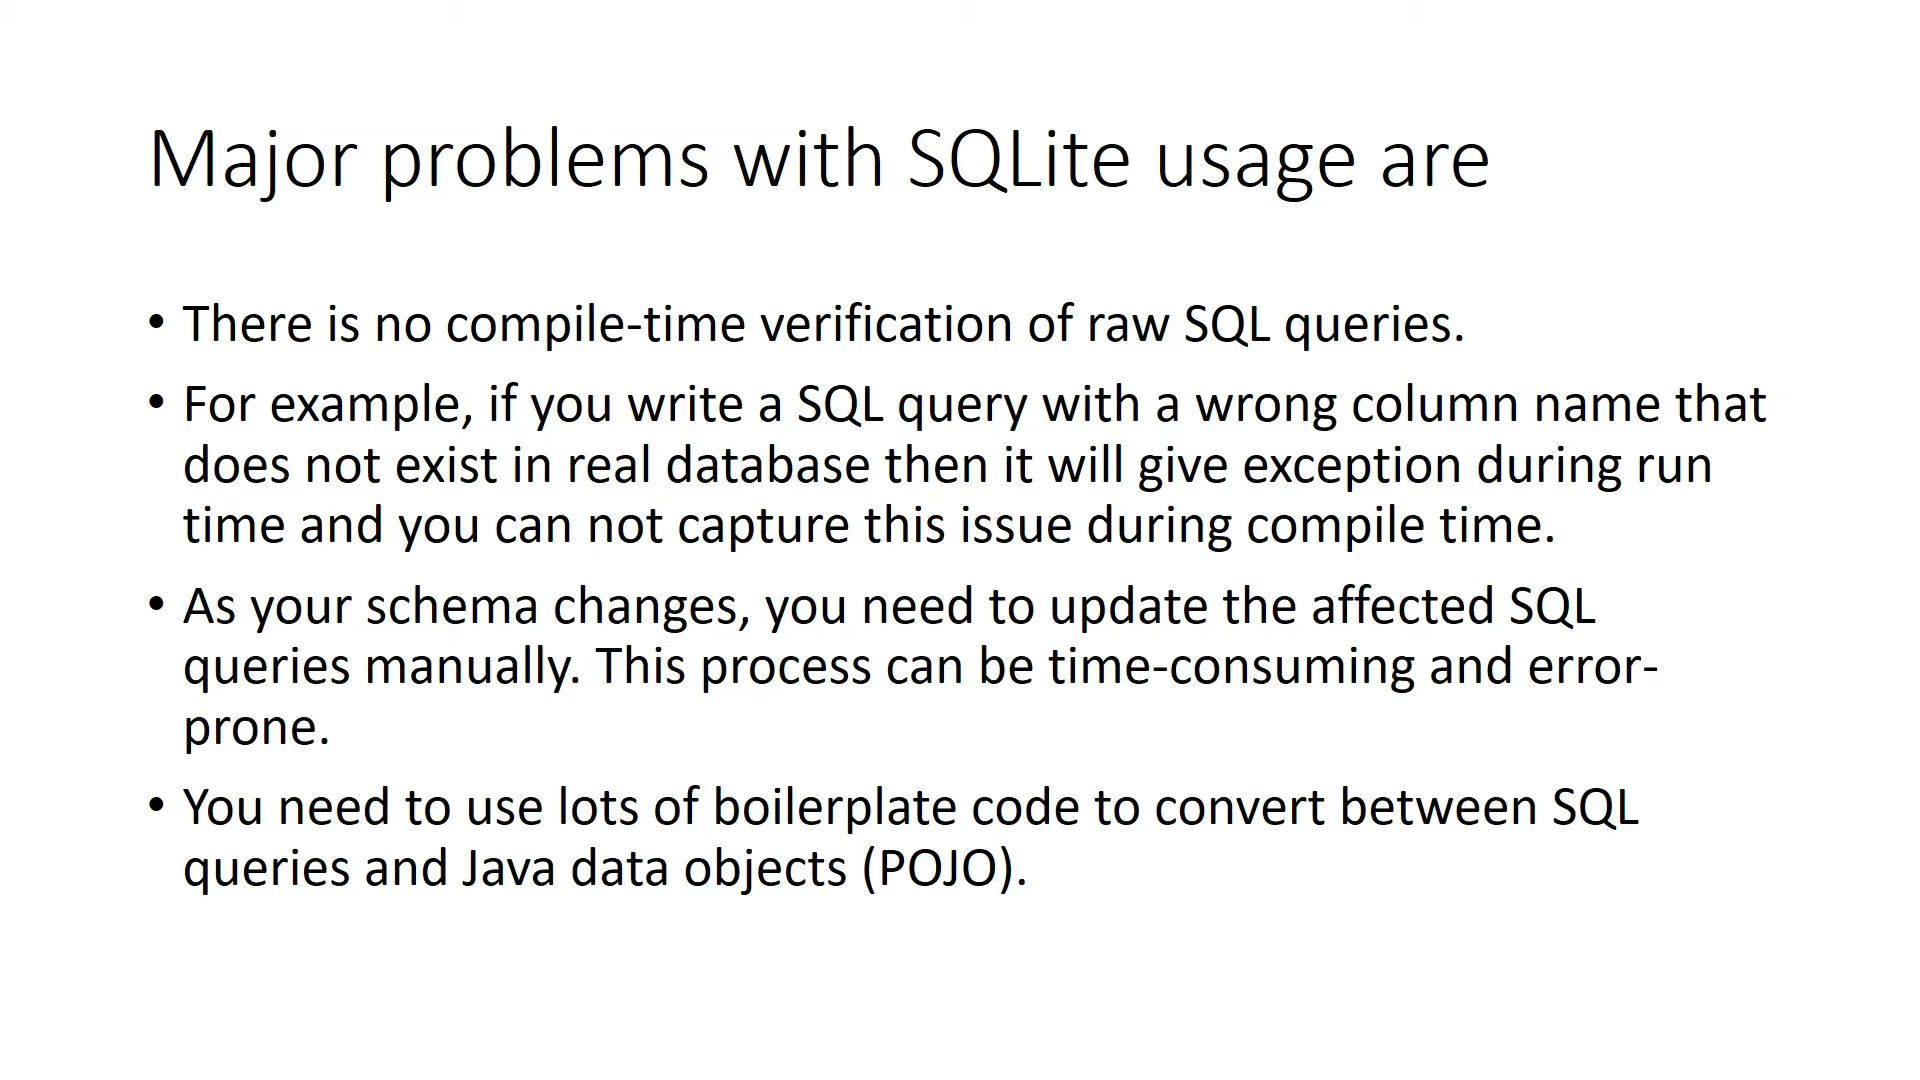 Major problems with SQLite usage are
• There is no compile-time verification of raw SQL queries.
• For example, if you write a SQL query with a wrong column name that
does not exist in real database then it will give exception during run
time and you can not capture this issue during compile time.
• As your schema changes, you need to update the affected SQL
queries manually. This process can be time-consuming and error-
prone.
• You need to use lots of boilerplate code to convert between SQL
queries and Java data objects (POJO).